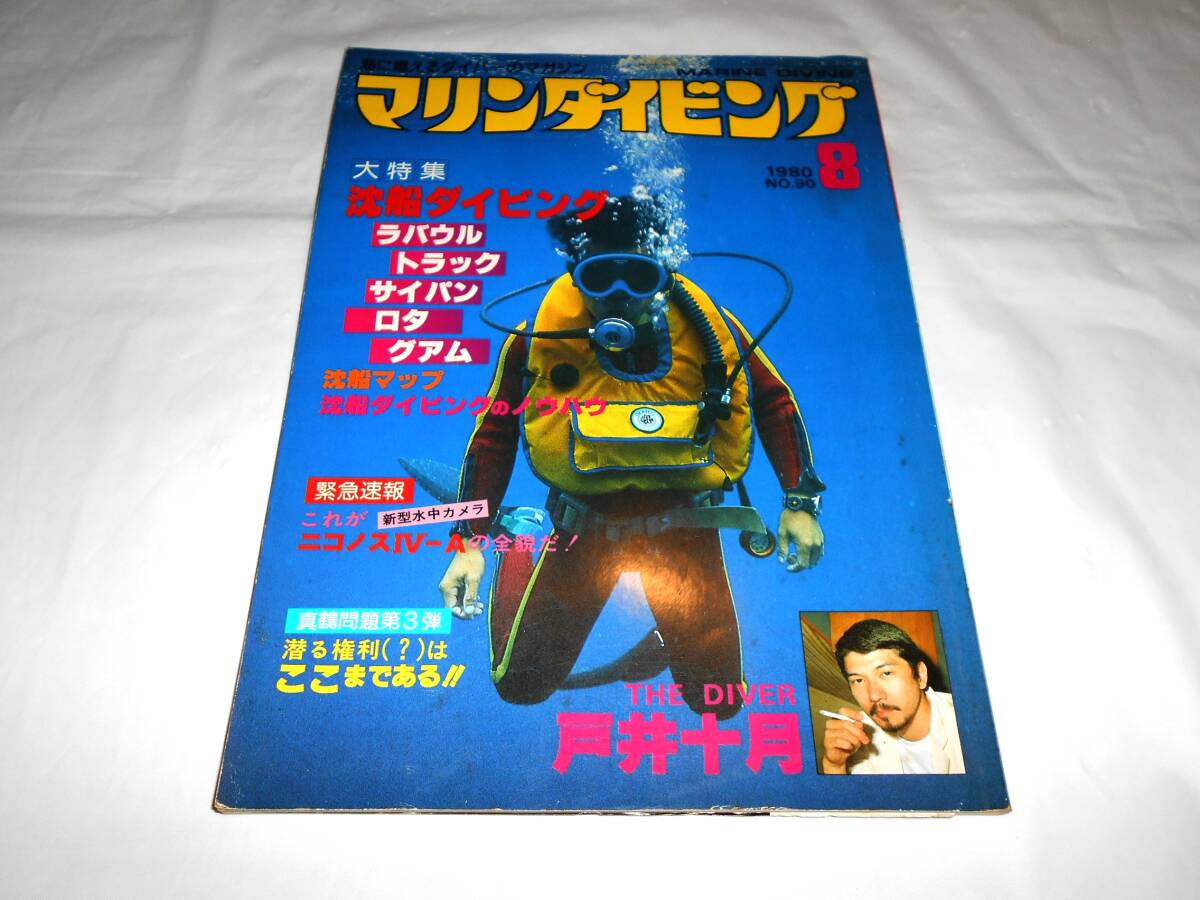 海に燃えるダイバーのマガジン
MARINE DIVING
マリンダイビング
1980
NO.90
8
大特集
沈船ダイビング
ラバウル
トラック
サイパン
ロタ
グアム
沈船マップ
沈船ダイビングのノウハウ
緊急速報
これが 新型水中カメラ
ニコノスⅣ-Aの全貌だ!
真鶴問題第3弾
潜る権利(?)は
ここまである!!
THE DIVER
戸井十月